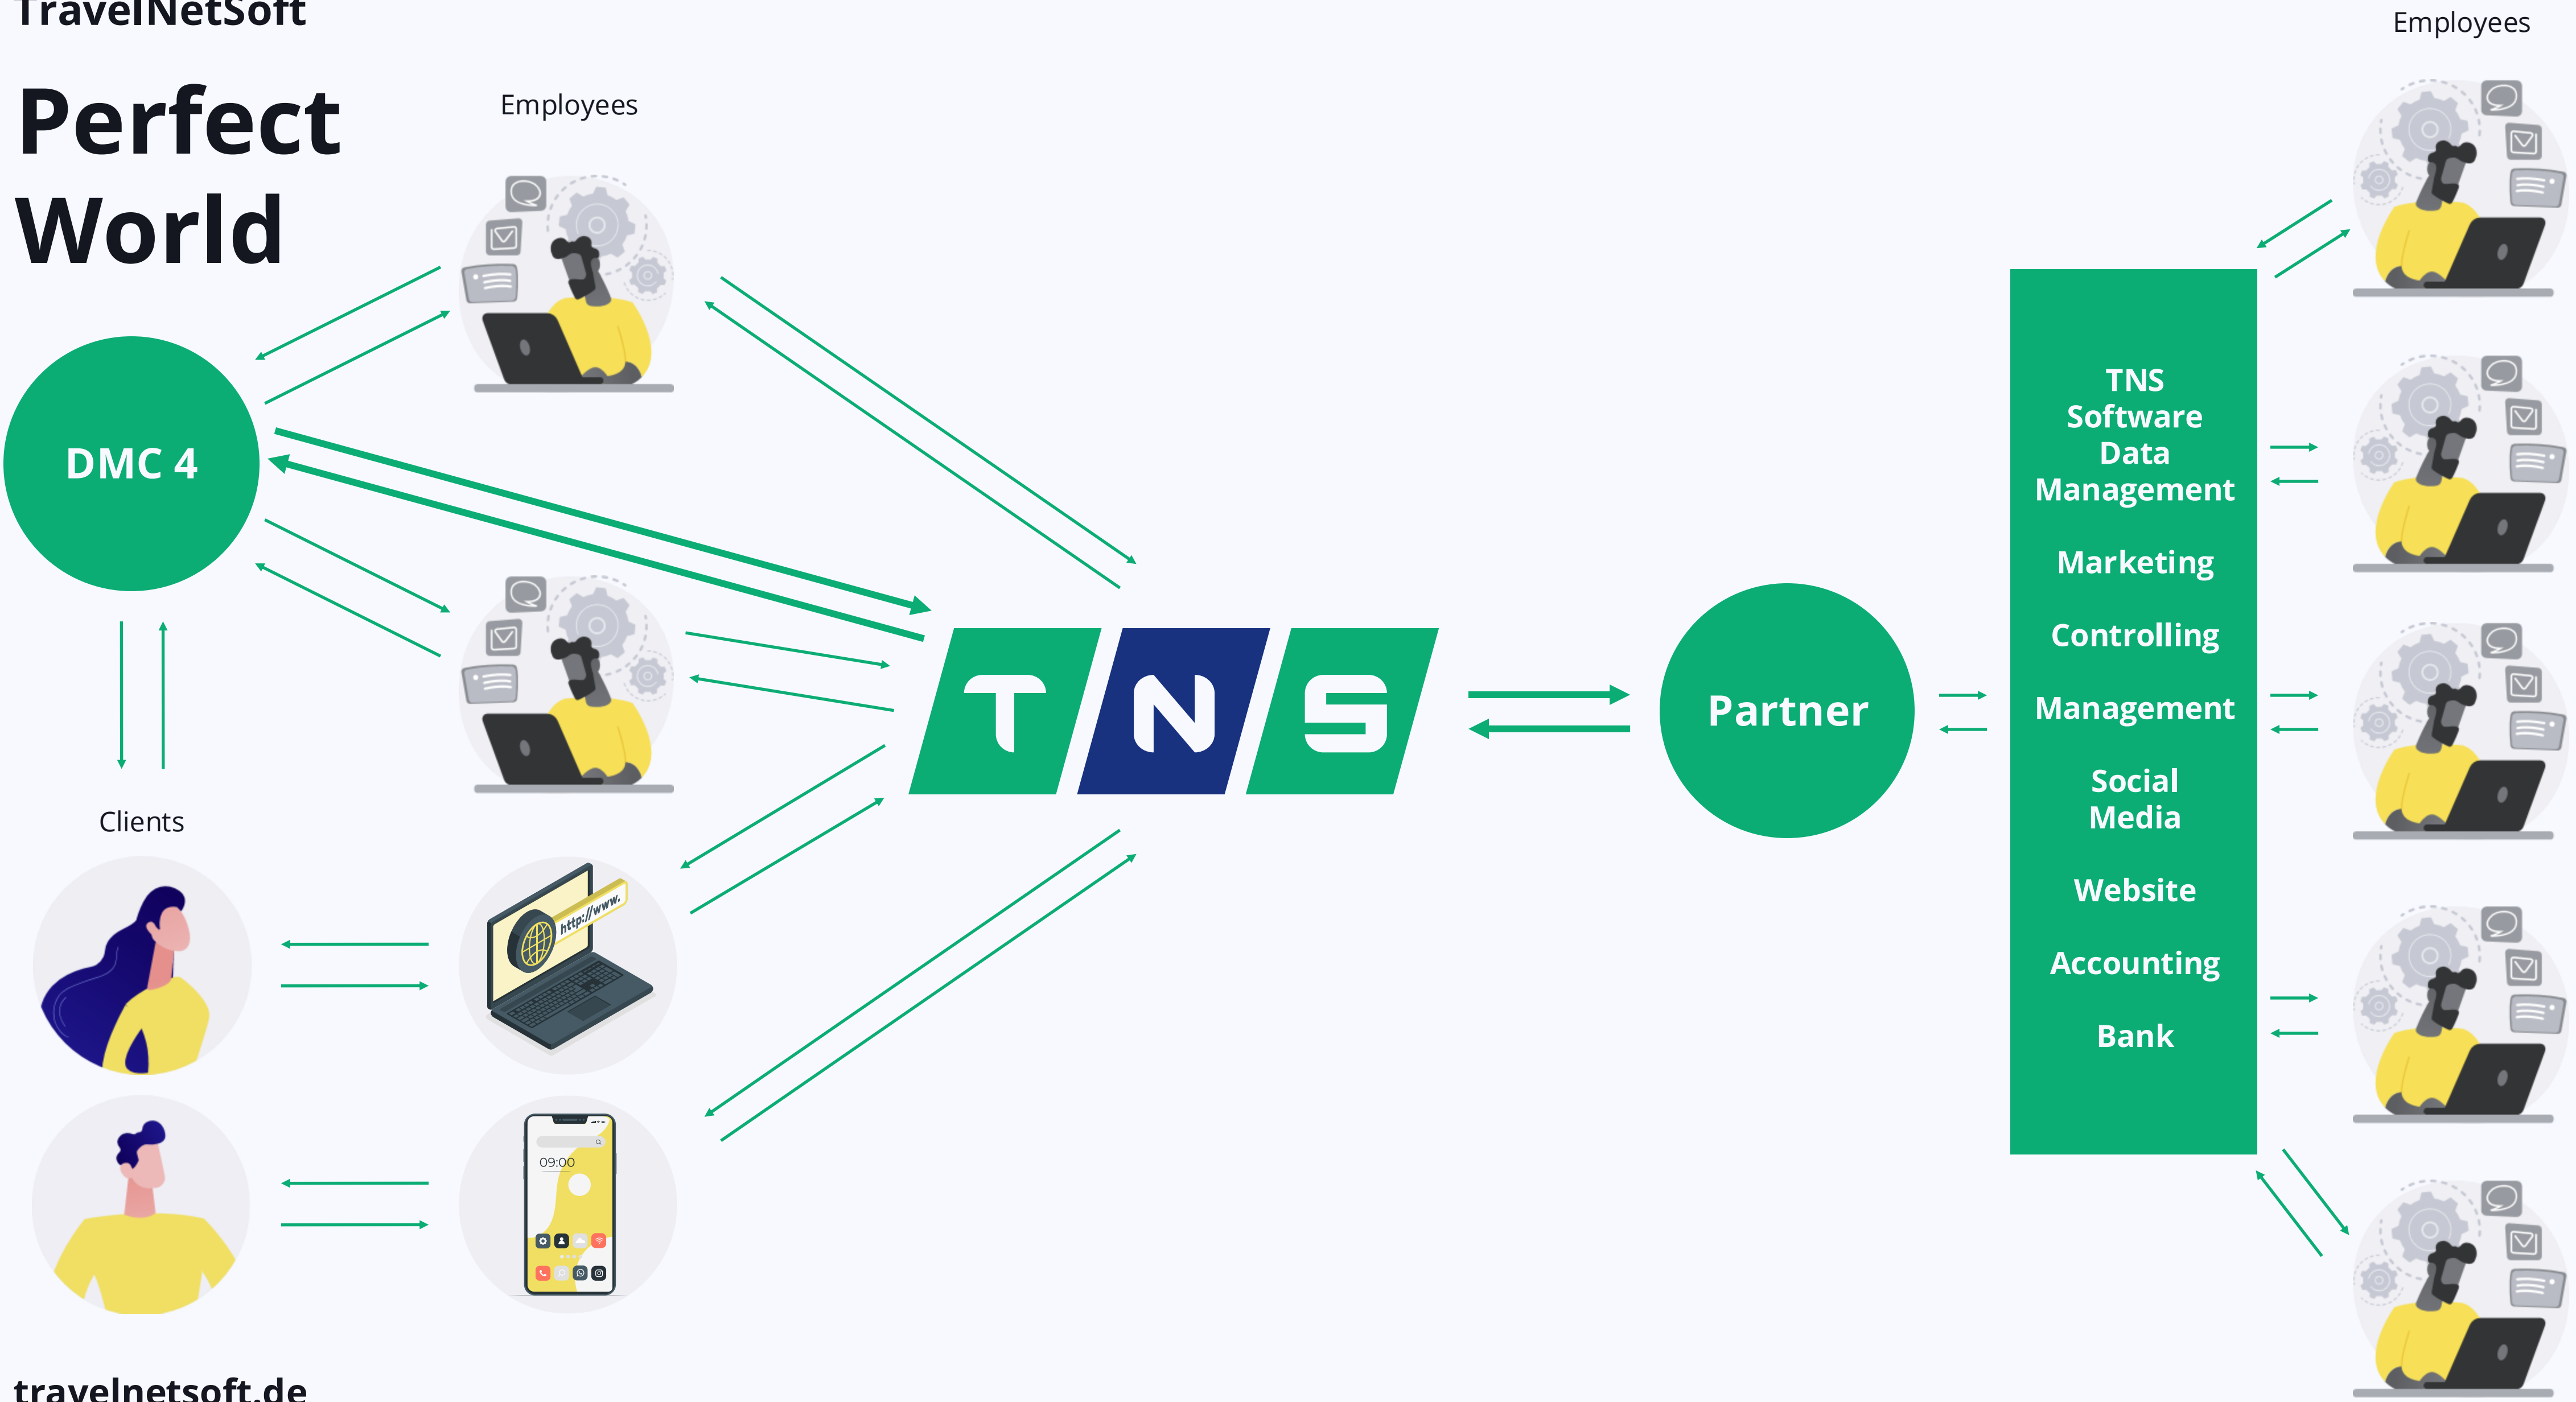 TravelNetSoft
Perfect
World
Employees
Employees
DMC 4
Clients
http://www.
09:00
TNS
Partner
TNS
Software
Data
Management
Marketing
Controlling
Management
Social
Media
Website
Accounting
Bank
travelnetsoft.de